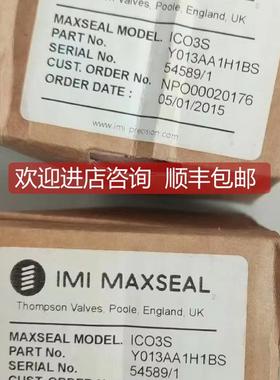 Thompson Valves, Poole, England, UK
MAXSEAL MODEL. ICO3S
PART No. Y013AA1H1BS
SERIAL No. 54589/1
CUST. ORDER No. NPO00020176
ORDER DATE : 05/01/2015
www.imi precision.com
欢迎进店咨询 顺丰包邮
IMI MAXSEAL
Thompson Valves, Poole, England, UK
MAXSEAL MODEL. ICO3S
PART No. Y013AA1H1BS
SERIAL No. 54589/1